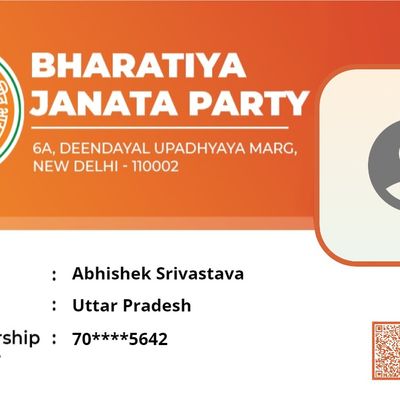 BHARATIYA
JANATA PARTY
6A, DEENDAYAL UPADHYAYA MARG,
NEW DELHI - 110002
: Abhishek Srivastava
: Uttar Pradesh
rship : 70****5642